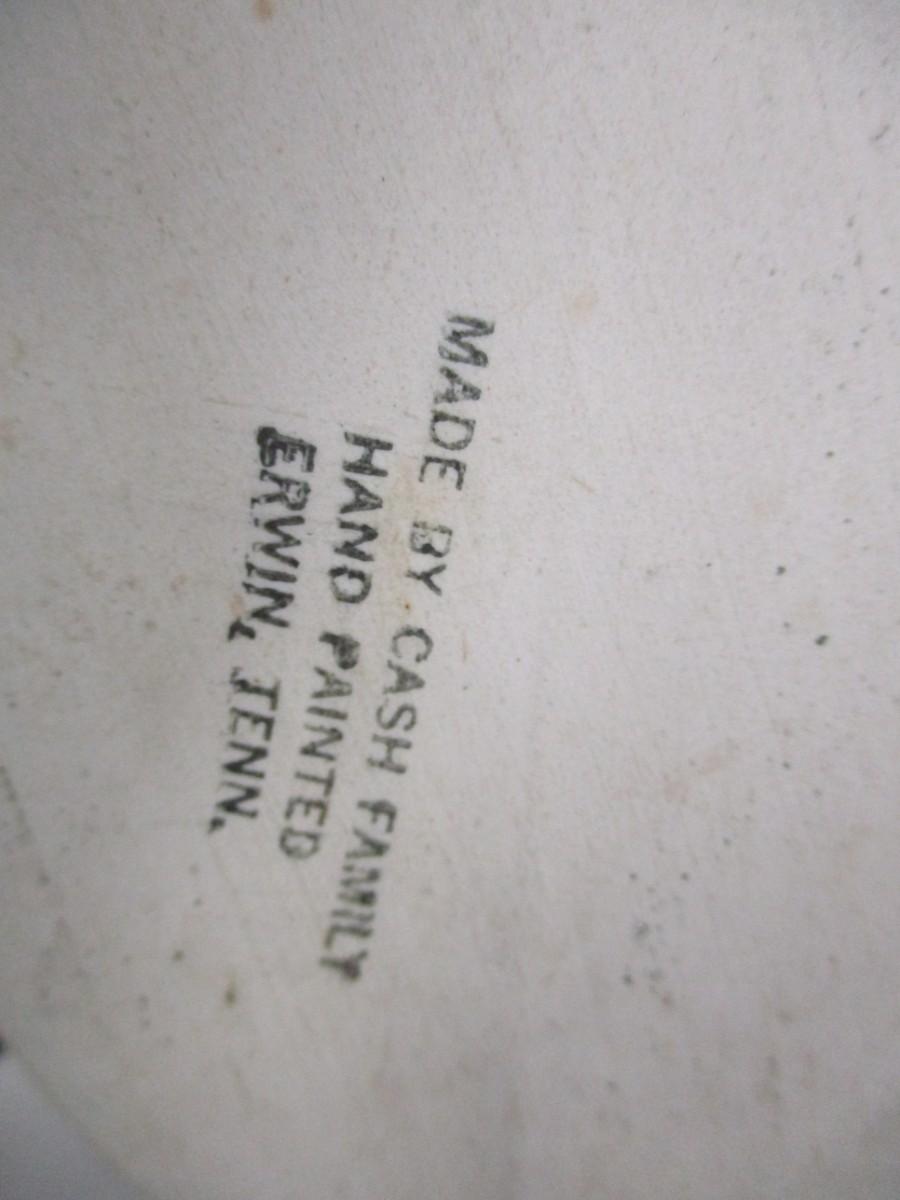 MADE BY CASH FAMILY
HAND PAINTED
ERWIN, TENN.